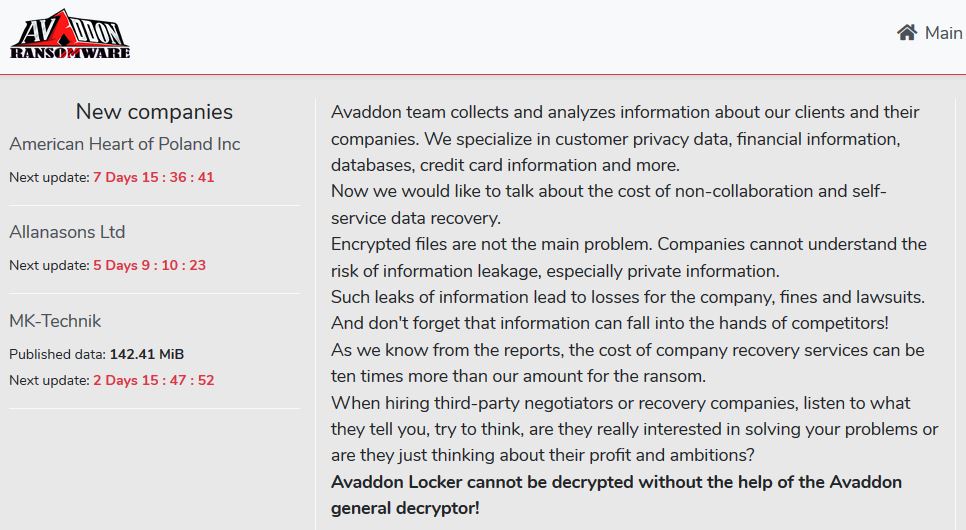 AVADDON
RANSOMWARE
Main
New companies
American Heart of Poland Inc
Next update: 7 Days 15 : 36 : 41
Allanasons Ltd
Next update: 5 Days 9 : 10 : 23
MK-Technik
Published data: 142.41 MiB
Next update: 2 Days 15 : 47 : 52
Avaddon team collects and analyzes information about our clients and their
companies. We specialize in customer privacy data, financial information,
databases, credit card information and more.
Now we would like to talk about the cost of non-collaboration and self-
service data recovery.
Encrypted files are not the main problem. Companies cannot understand the
risk of information leakage, especially private information.
Such leaks of information lead to losses for the company, fines and lawsuits.
And don't forget that information can fall into the hands of competitors!
As we know from the reports, the cost of company recovery services can be
ten times more than our amount for the ransom.
When hiring third-party negotiators or recovery companies, listen to what
they tell you, try to think, are they really interested in solving your problems or
are they just thinking about their profit and ambitions?
Avaddon Locker cannot be decrypted without the help of the Avaddon
general decryptor!